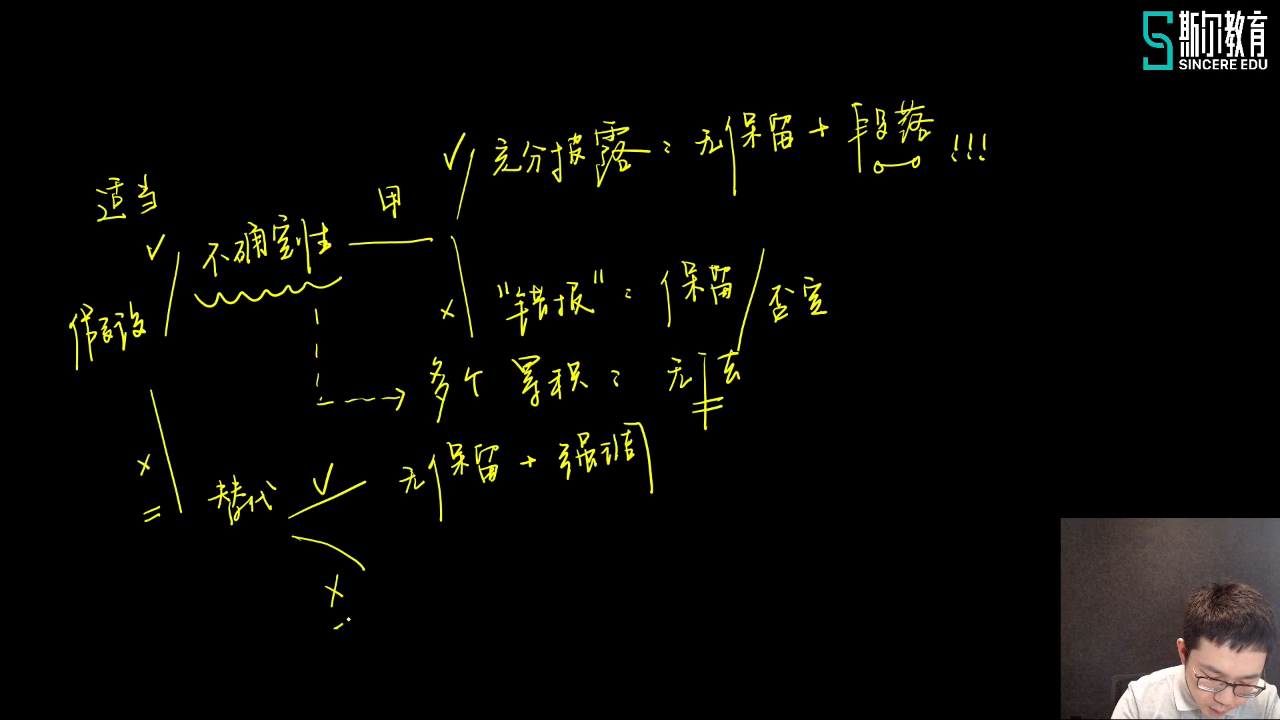 斯尔教育
SINCERE EDU
✓ 充分披露：无保留 + 段落 !!!
适当
甲
✓ 不确定性
假设
× "错报"：保留/否定
多个 累积：无法
× 替代 ✓ 无保留 + 强调
×